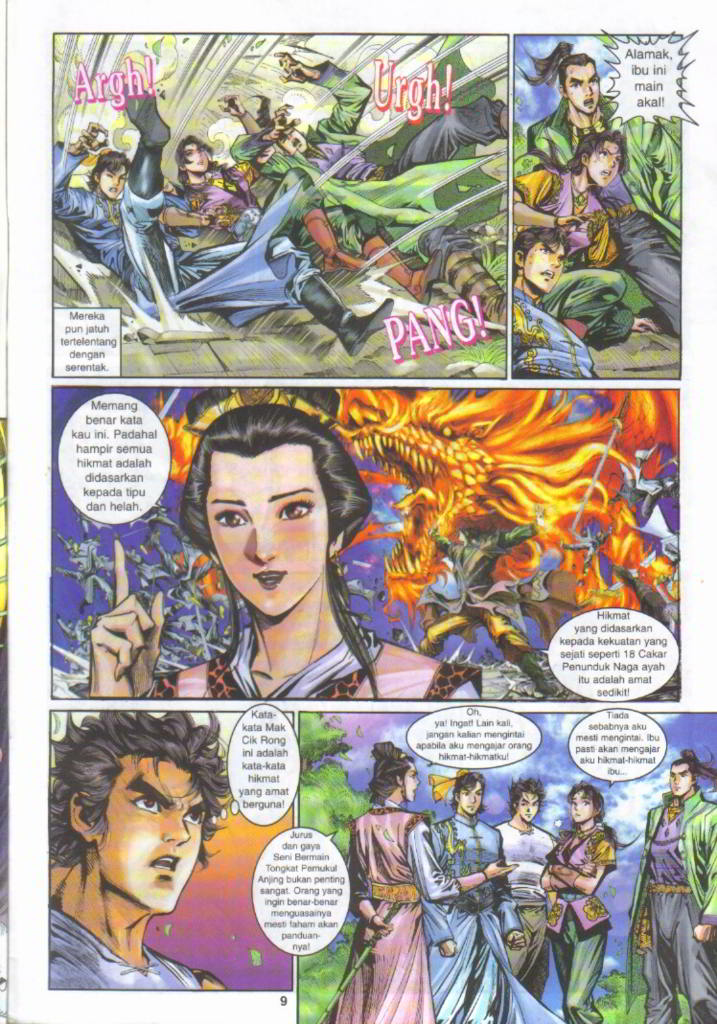 Argh!
Urgh!
PANG!
Mereka
pun jatuh
tertelentang
dengan
serentak.
Alamak,
ibu ini
main
akal!
Memang
benar kata
kau ini. Padahal
hampir semua
hikmat adalah
didasarkan
kepada tipu
dan helah.
Hikmat
yang didasarkan
kepada kekuatan yang
sejati seperti 18 Cakar
Penunduk Naga ayah
itu adalah amat
sedikit!
Kata-
kata Mak
Cik Rong
ini adalah
kata-kata
hikmat
yang amat
berguna!
Jurus
dan gaya
Seni Bermain
Tongkat Pemukul
Anjing bukan penting
sangat. Orang yang
ingin benar-benar
menguasainya
mesti faham akan
panduan-
nya!
Oh,
ya! Ingat! Lain kali,
jangan kalian mengintai
apabila aku mengajar orang
hikmat-hikmatku!
Tiada
sebabnya aku
mesti mengintai. Ibu
pasti akan mengajar
aku hikmat-hikmat
ibu...
9